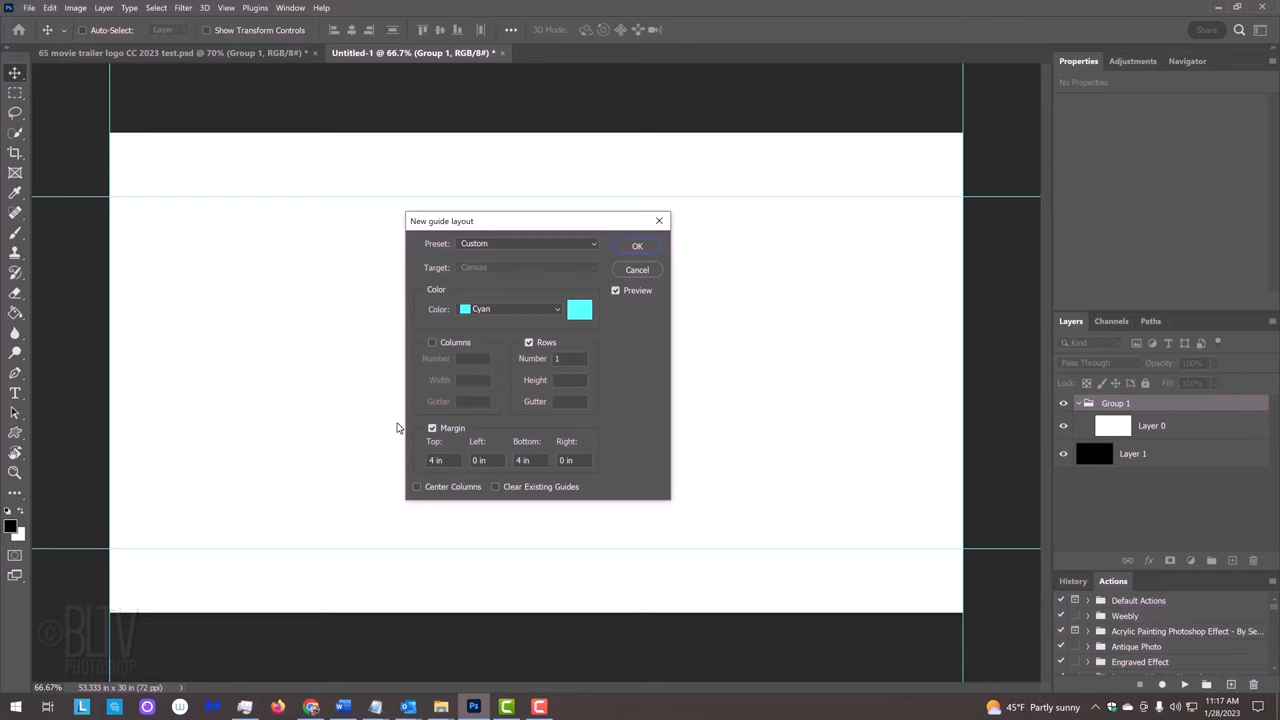 File Edit Image Layer Type Select Filter 3D View Plugins Window Help
Auto-Select: Layer Show Transform Controls 3D Mode: Share
65 movie trailer logo CC 2023 test.psd @ 70% (Group 1, RGB/8#) * × Untitled-1 @ 66.7% (Group 1, RGB/8#) * ×
Properties Adjustments Navigator
No Properties
New guide layout
Preset: Custom OK
Target: Canvas Cancel
Color Preview
Color: Cyan
Columns Rows
Number Number 1
Width Height
Gutter Gutter
Margin
Top: Left: Bottom: Right:
4 in 0 in 4 in 0 in
Center Columns Clear Existing Guides
Layers Channels Paths
Kind
Pass Through Opacity: 100%
Lock: Fill: 100%
Group 1
Layer 0
Layer 1
History Actions
Default Actions
Weebly
Acrylic Painting Photoshop Effect - By Se...
Antique Photo
Engraved Effect
©BLTV
PHOTOSHOP
66.67% 53.333 in x 30 in (72 ppi)
45°F Partly sunny 11:17 AM
1/28/2023